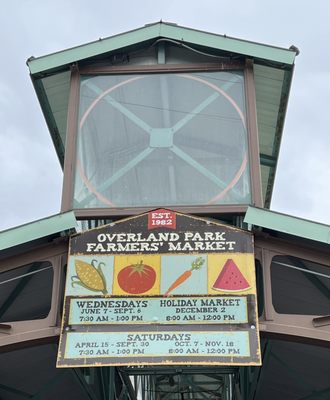 EST.
1982
OVERLAND PARK
FARMERS' MARKET
WEDNESDAYS
JUNE 7 - SEPT. 6
7:30 AM - 1:00 PM
HOLIDAY MARKET
DECEMBER 2
8:00 AM - 12:00 PM
SATURDAYS
APRIL 15 - SEPT. 30
7:30 AM - 1:00 PM
OCT. 7 - NOV. 18
8:00 AM - 12:00 PM